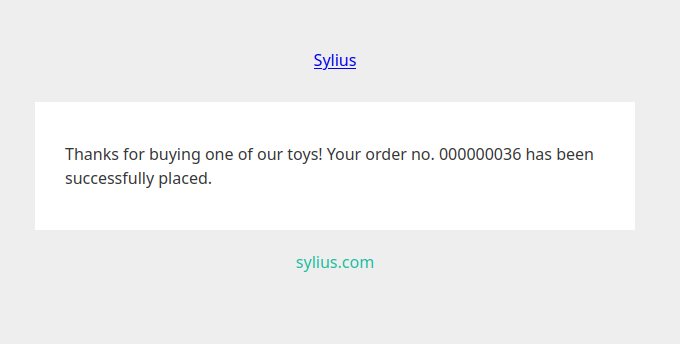 Sylius
Thanks for buying one of our toys! Your order no. 000000036 has been
successfully placed.
sylius.com